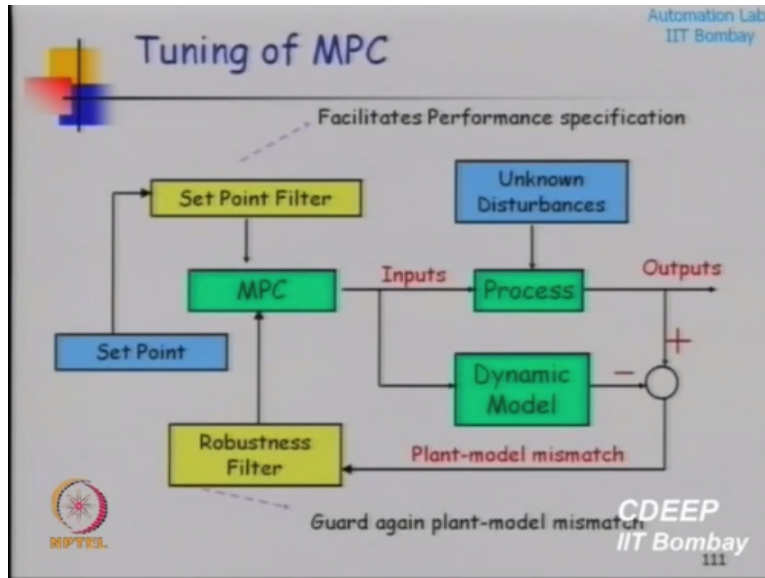 Automation Lab
IIT Bombay
Tuning of MPC
Facilitates Performance specification
Set Point Filter
Unknown
Disturbances
MPC
Inputs
Process
Outputs
Set Point
+
Dynamic
Model
−
Robustness
Filter
Plant-model mismatch
Guard again plant-model mismatch
NPTEL
CDEEP
IIT Bombay
111